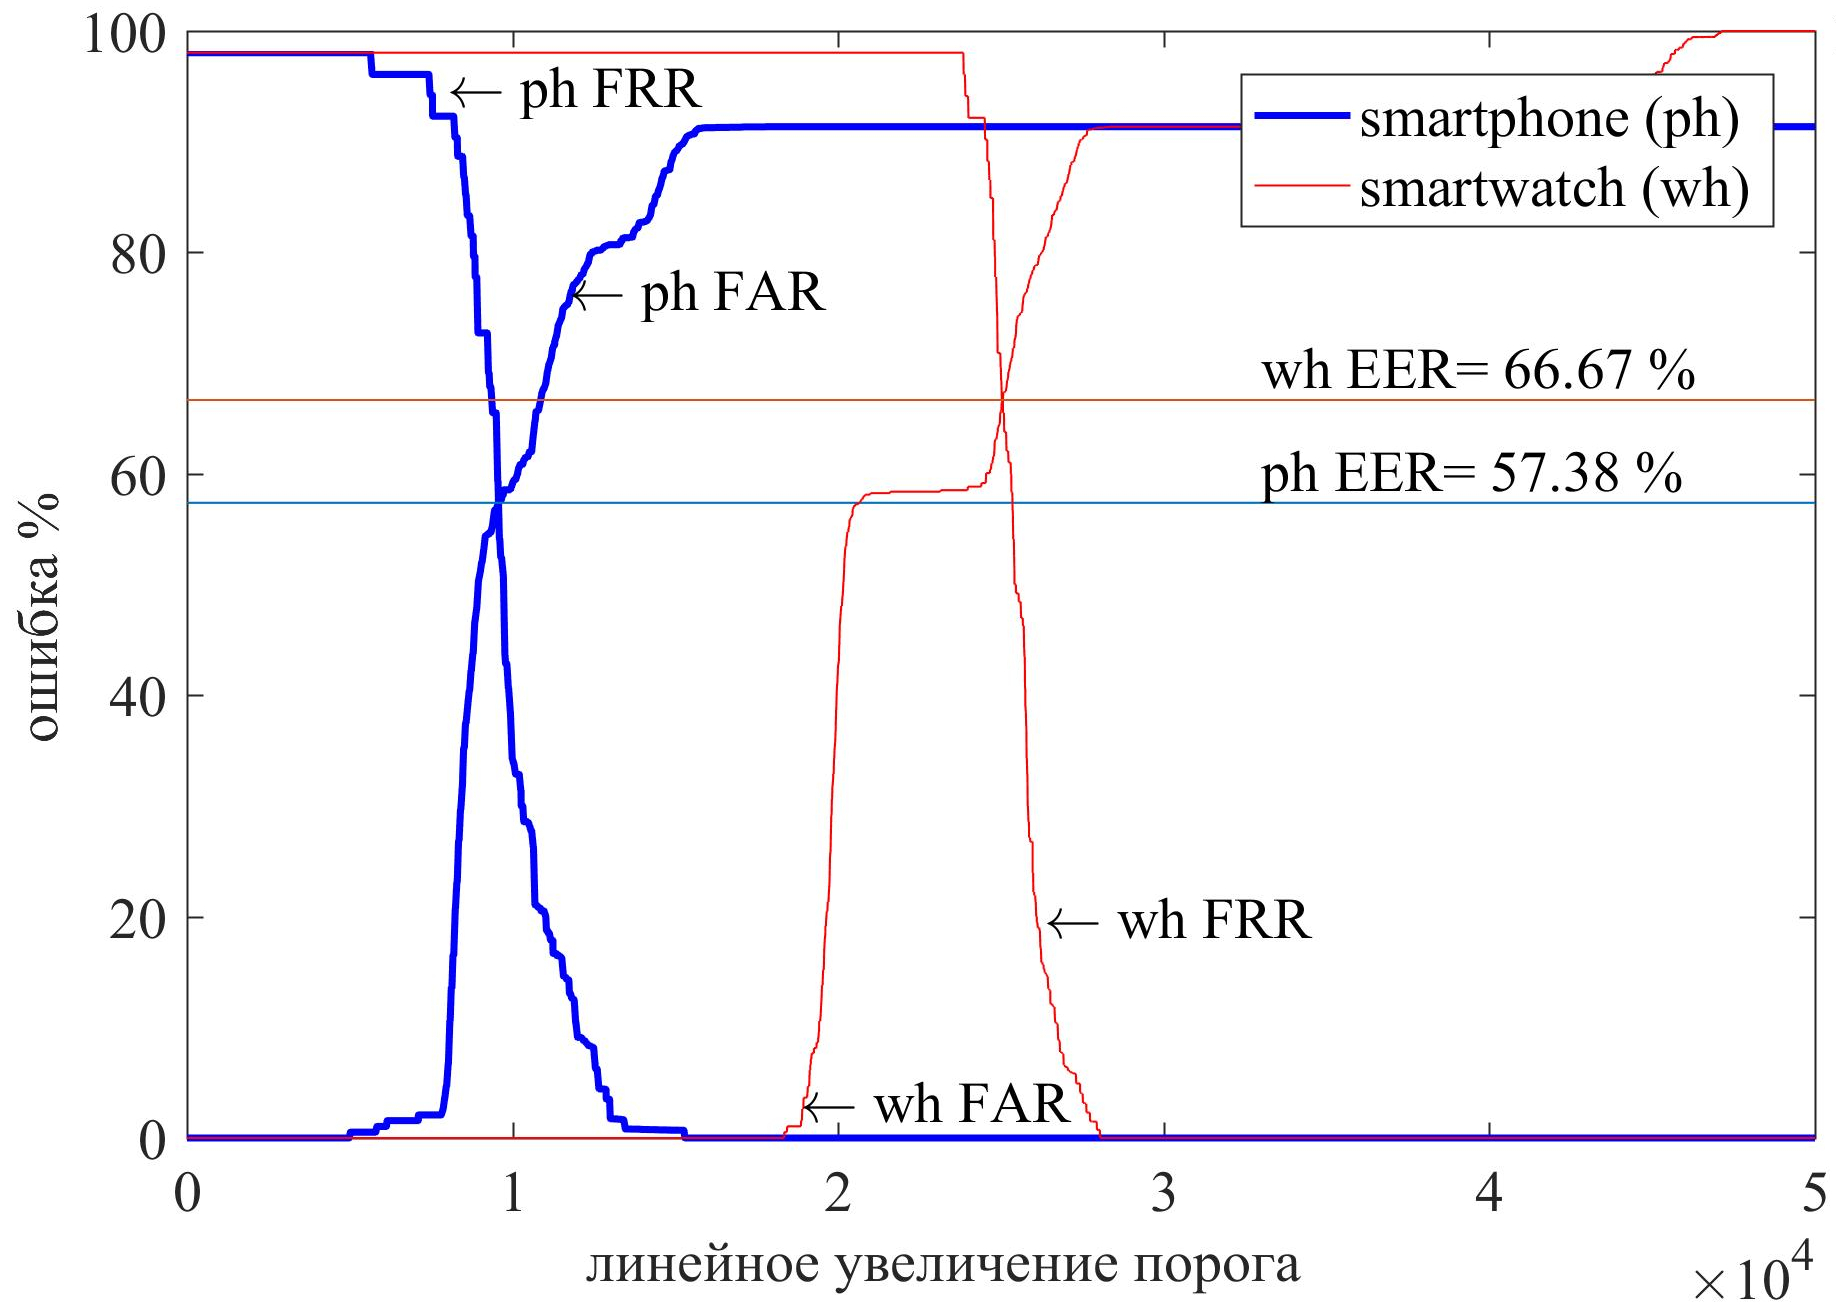 100
80
60
40
20
0
ошибка %
← ph FRR
← ph FAR
smartphone (ph)
smartwatch (wh)
wh EER= 66.67 %
ph EER= 57.38 %
← wh FRR
← wh FAR
0 1 2 3 4 5
линейное увеличение порога
×10⁴